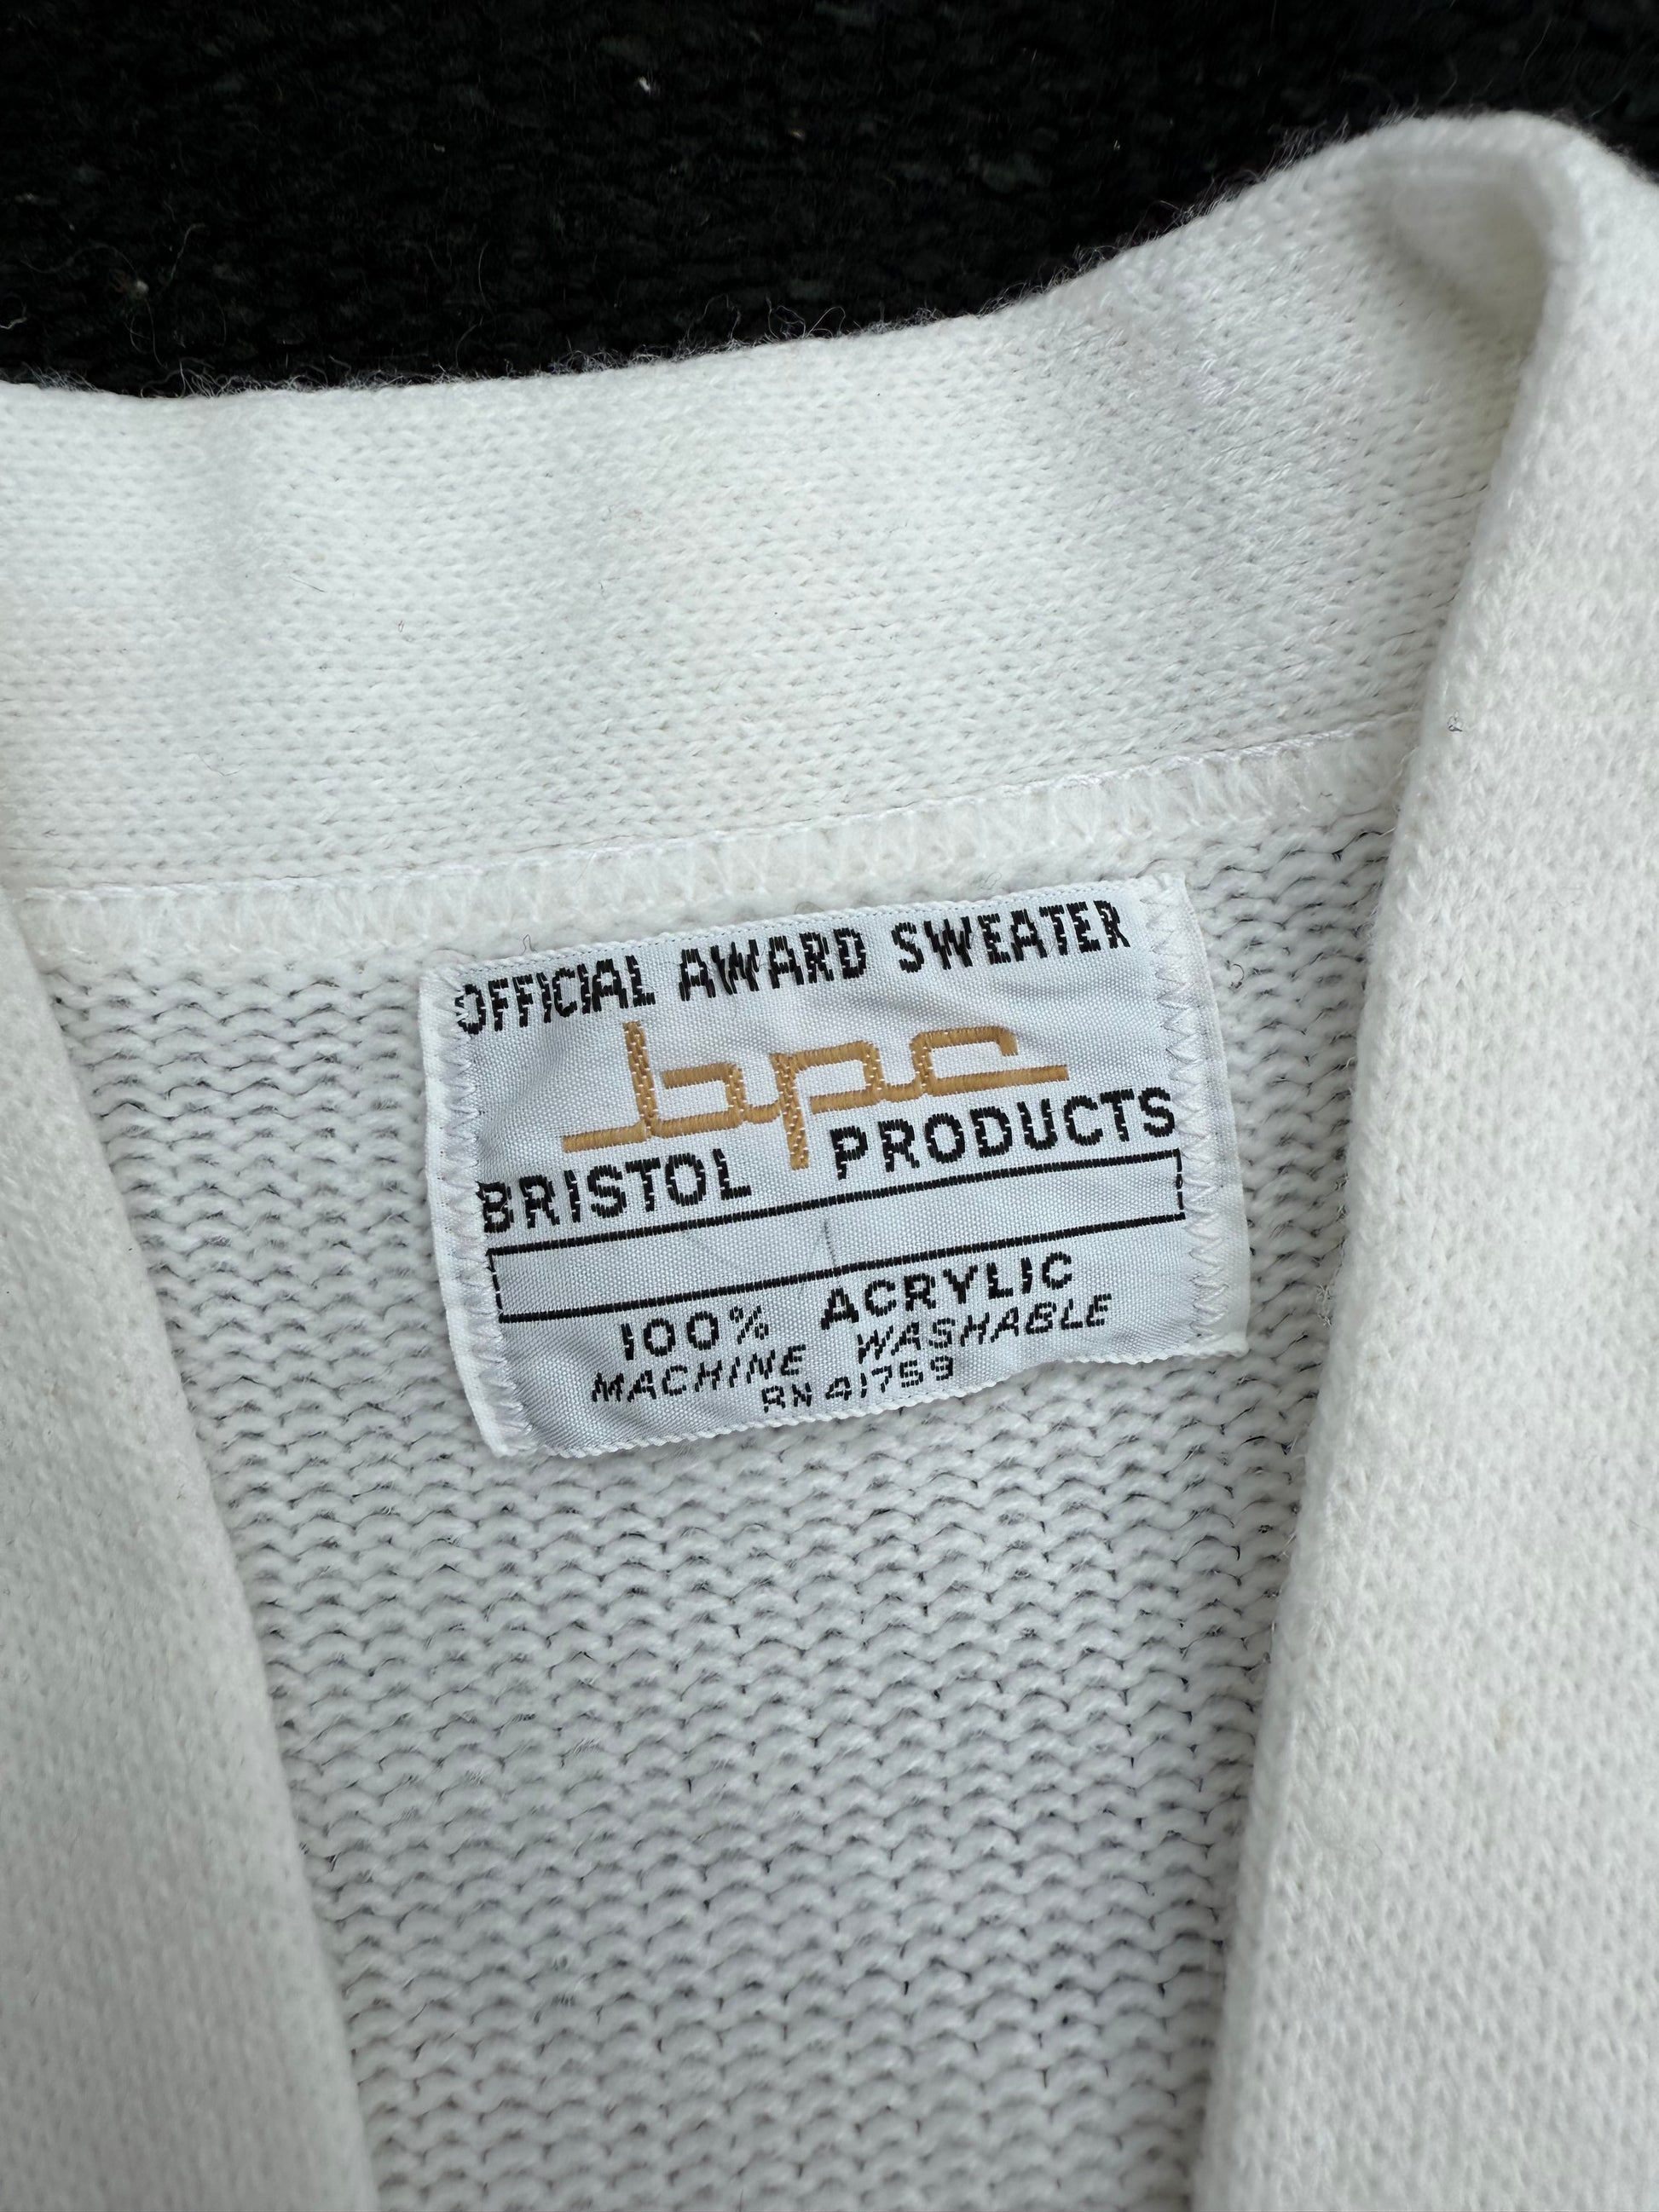 OFFICIAL AWARD SWEATER
bpc
BRISTOL PRODUCTS
100% ACRYLIC
MACHINE WASHABLE
RN 41759